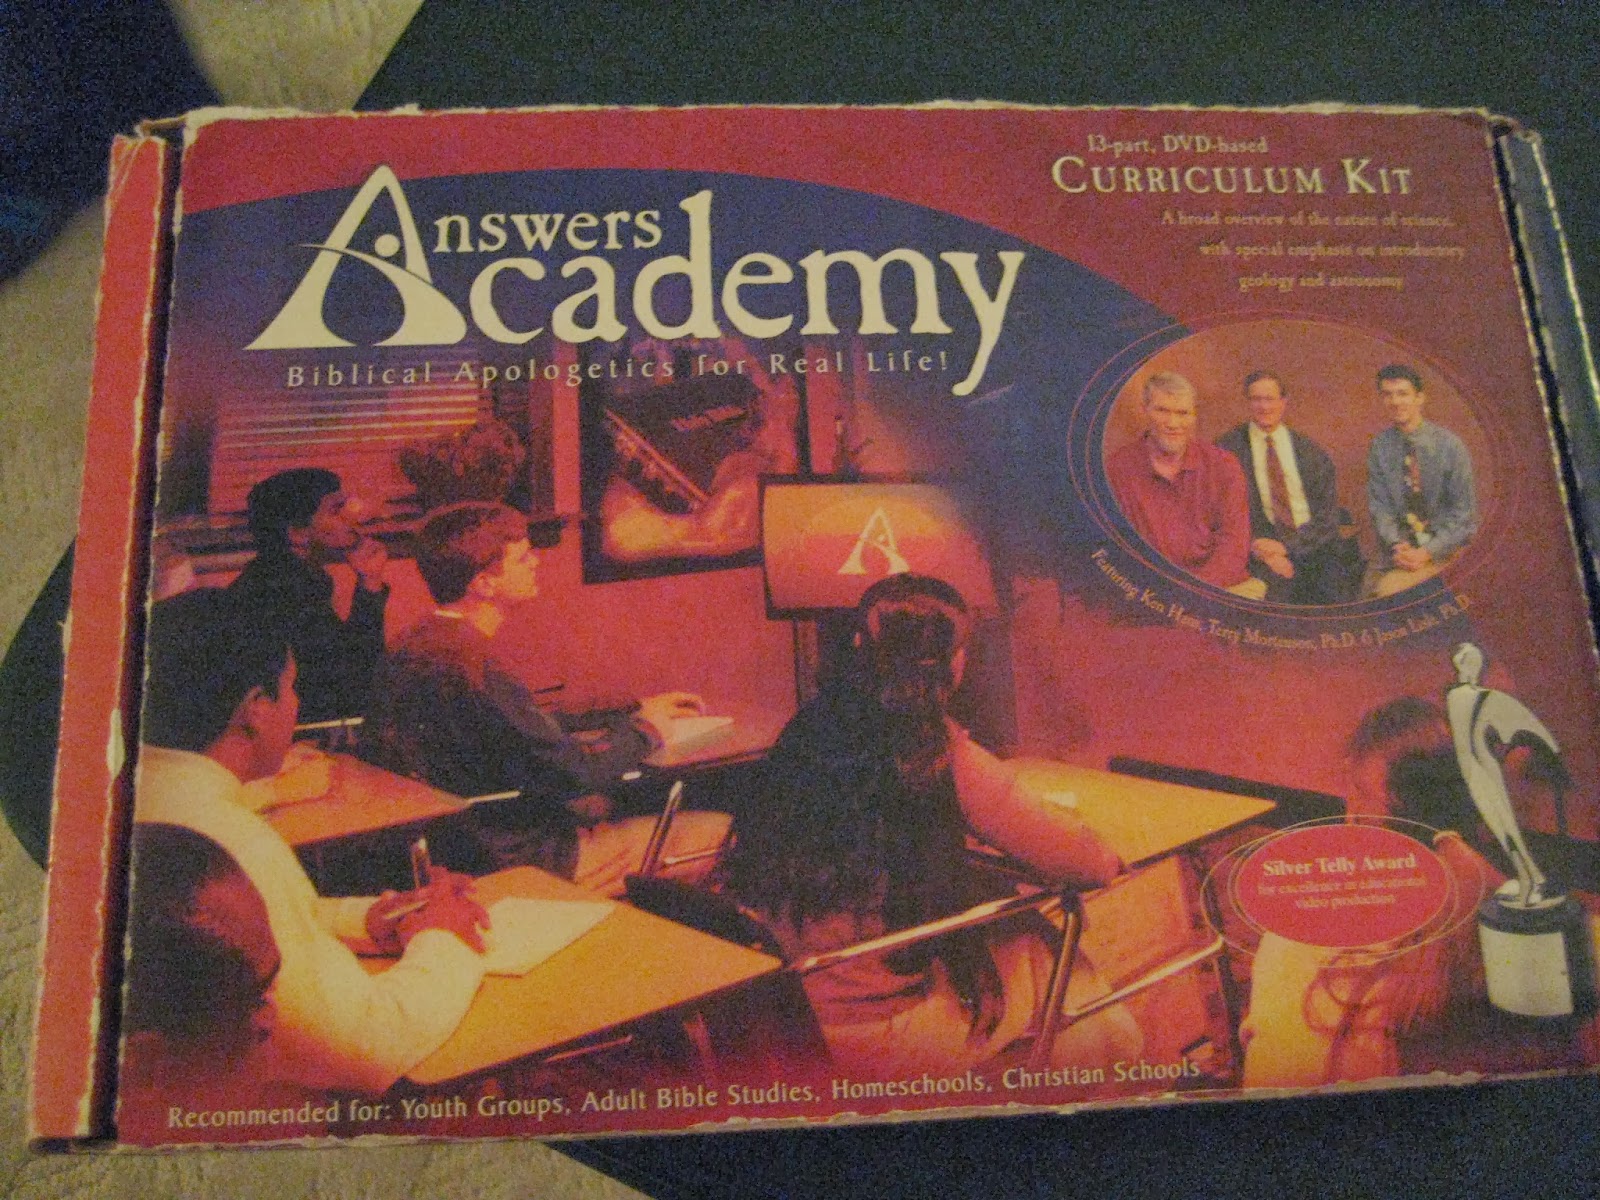 Answers
Academy
Biblical Apologetics for Real Life!
13-part, DVD-based
CURRICULUM KIT
A broad overview of the nature of science,
with special emphasis on introductory
geology and astronomy
Featuring Ken Ham, Terry Mortenson, Ph.D. & Jason Lisle, Ph.D.
Silver Telly Award
for excellence in educational
video production
Recommended for: Youth Groups, Adult Bible Studies, Homeschools, Christian Schools